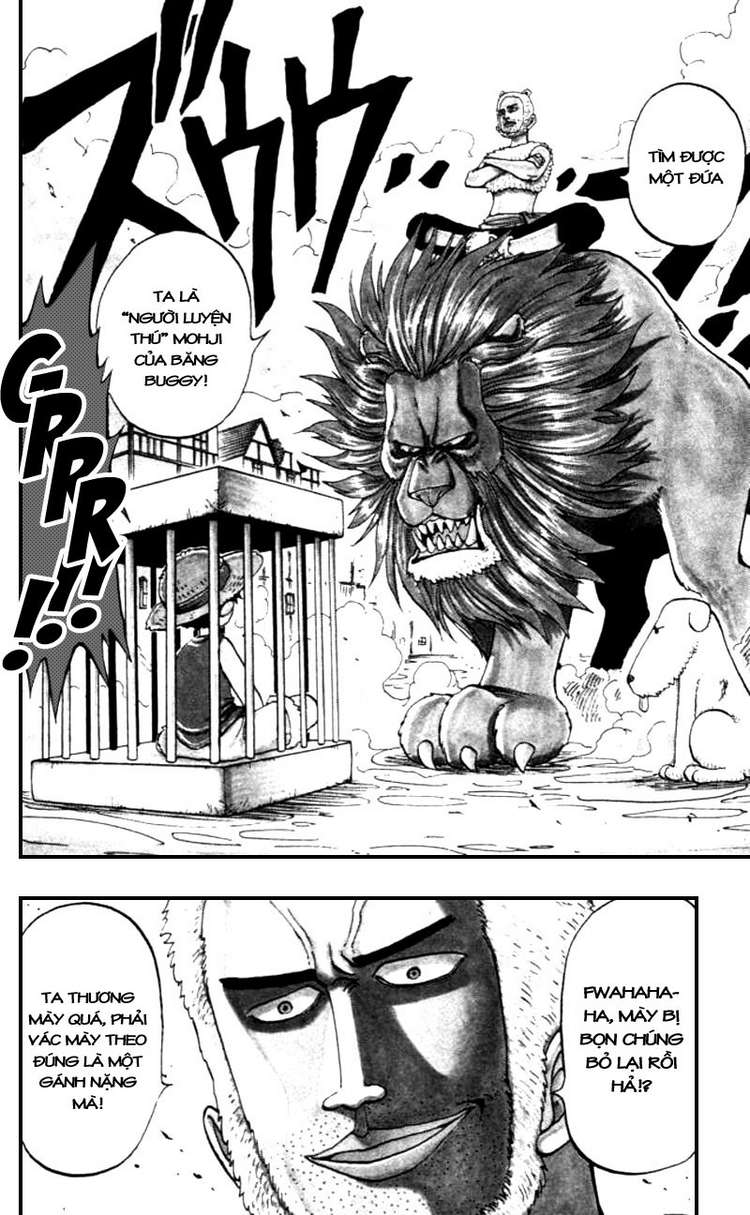 TÌM ĐƯỢC
MỘT ĐỨA
ズウウ
TA LÀ
“NGƯỜI LUYỆN
THÚ” MOHJI
CỦA BĂNG
BUGGY!
GRRR!!!
FWAHAHA-
HA, MÀY BỊ
BỌN CHÚNG
BỎ LẠI RỒI
HẢ!?
TA THƯƠNG
MÀY QUÁ, PHẢI
VÁC MÀY THEO
ĐÚNG LÀ MỘT
GÁNH NẶNG
MÀ!